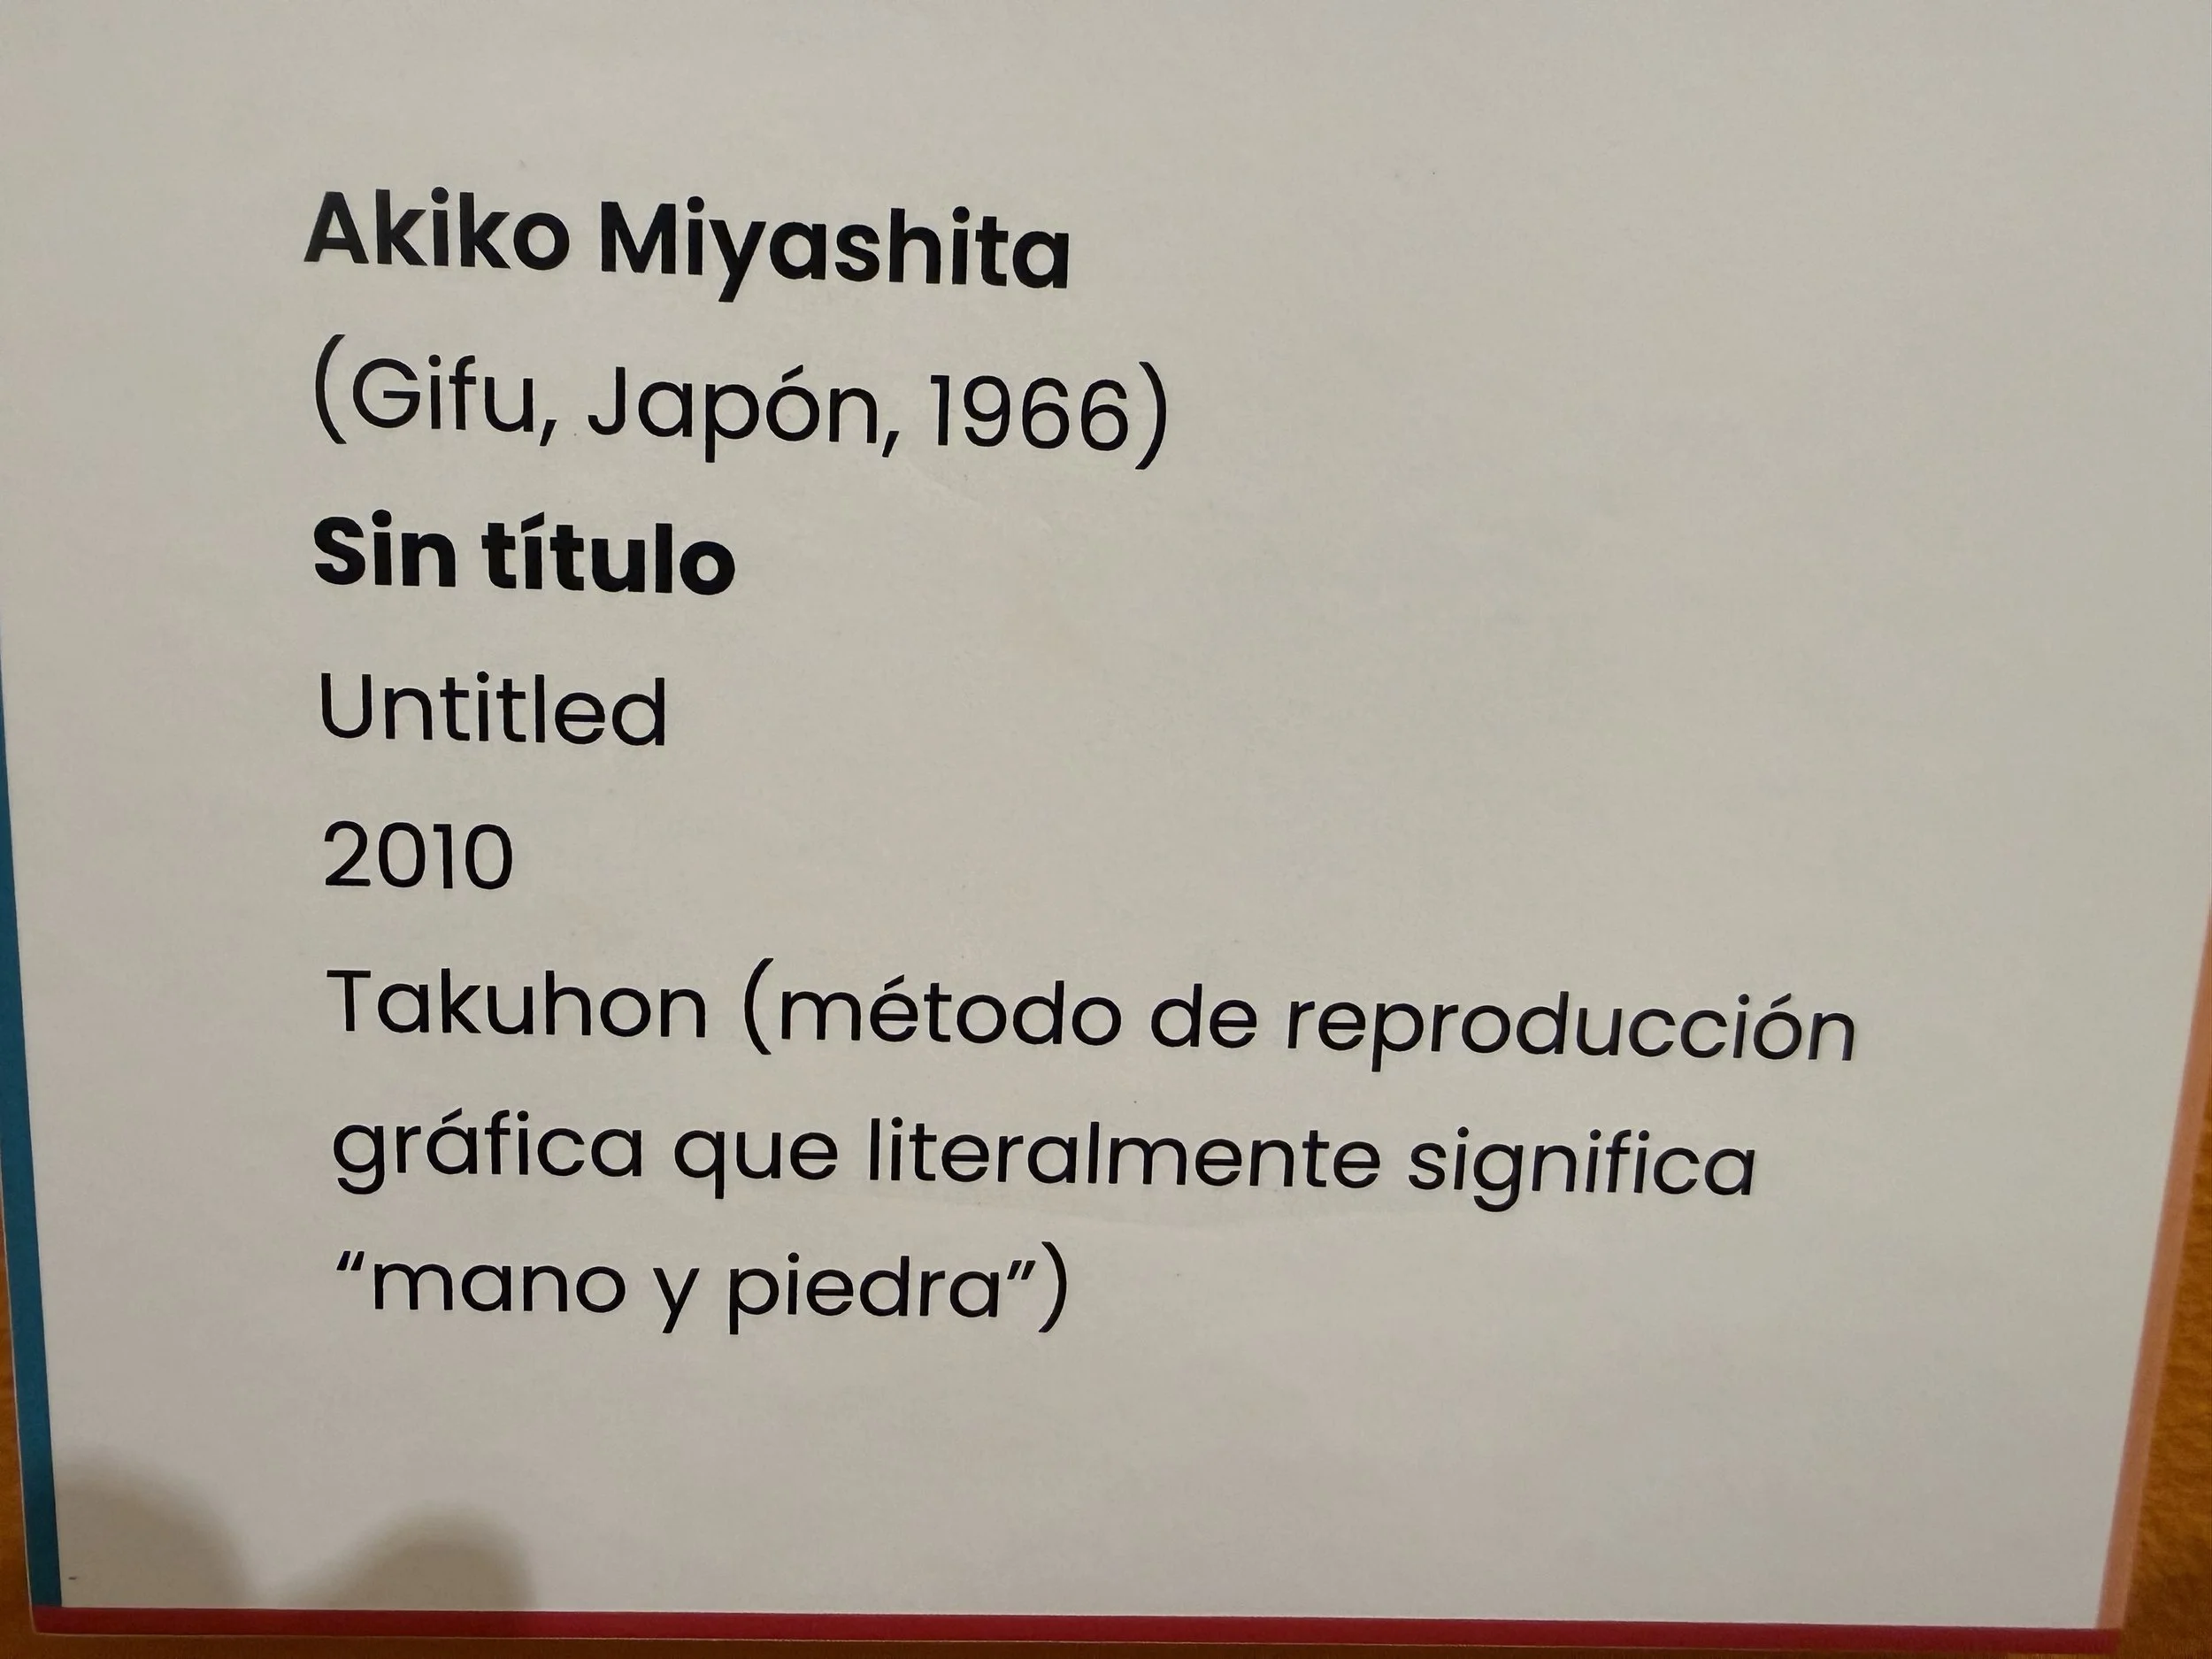 Akiko Miyashita
(Gifu, Japón, 1966)
Sin título
Untitled
2010
Takuhon (método de reproducción
gráfica que literalmente significa
“mano y piedra”)